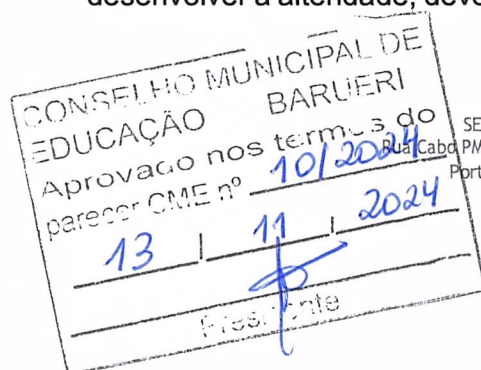 desenvolver a alteridade, deve
CONSELHO MUNICIPAL DE
EDUCAÇÃO BARUERI
Aprovado nos termos do
parecer CME nº 10/2024
13 / 11 / 2024
Presidente
SE
Rua Cabo PM
Port